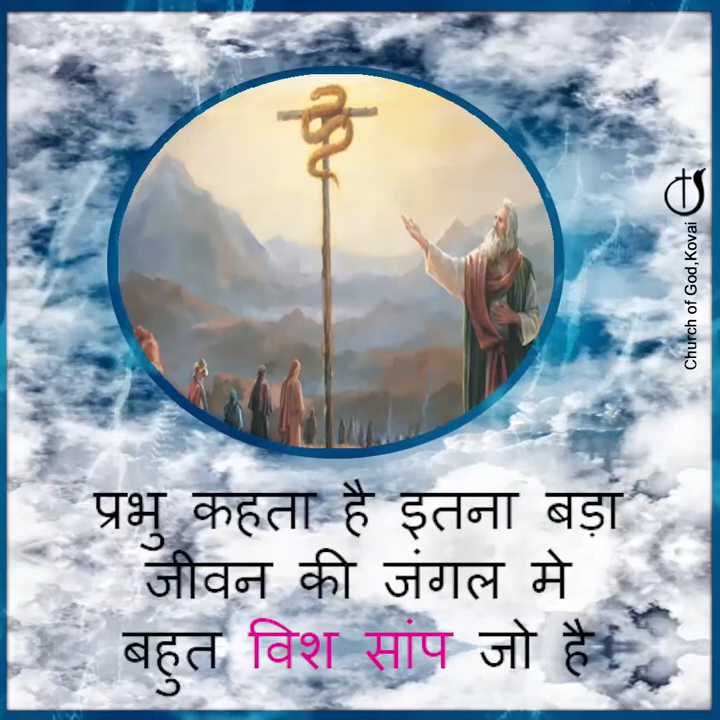 Church of God,Kovai
प्रभु कहता है इतना बड़ा
जीवन की जंगल मे
बहुत विश सांप जो है